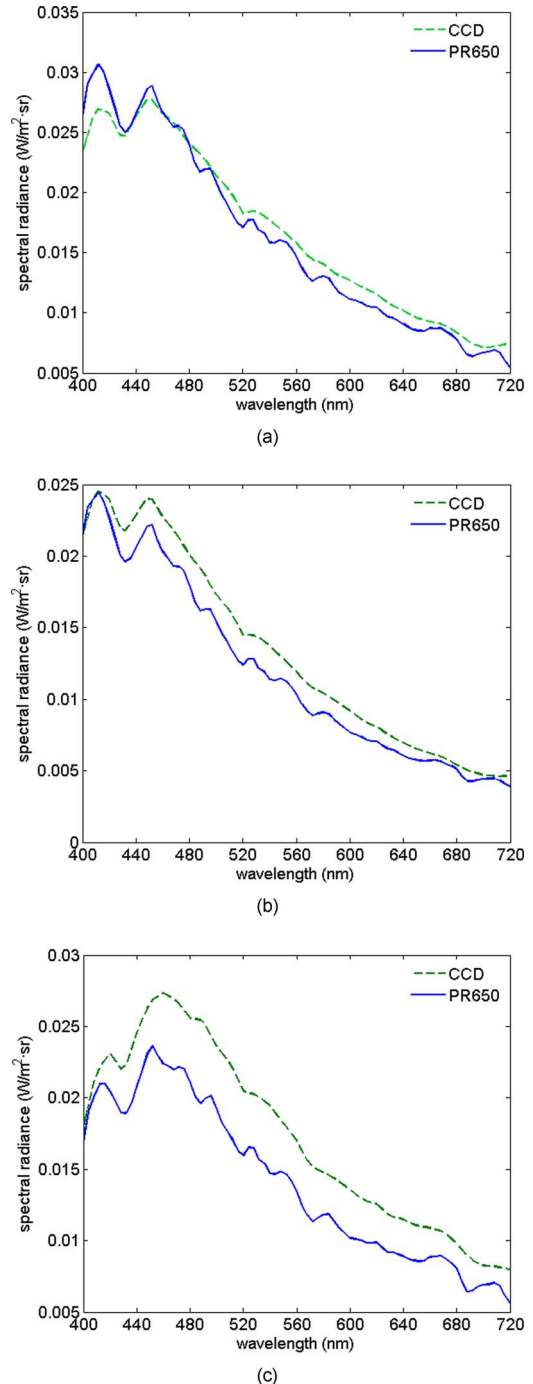 0.035
0.03
0.025
0.02
0.015
0.01
0.005
spectral radiance (W/m²·sr)
CCD
PR650
400 440 480 520 560 600 640 680 720
wavelength (nm)
(a)
0.025
0.02
0.015
0.01
0.005
0
spectral radiance (W/m²·sr)
CCD
PR650
400 440 480 520 560 600 640 680 720
wavelength (nm)
(b)
0.03
0.025
0.02
0.015
0.01
0.005
spectral radiance (W/m²·sr)
CCD
PR650
400 440 480 520 560 600 640 680 720
wavelength (nm)
(c)